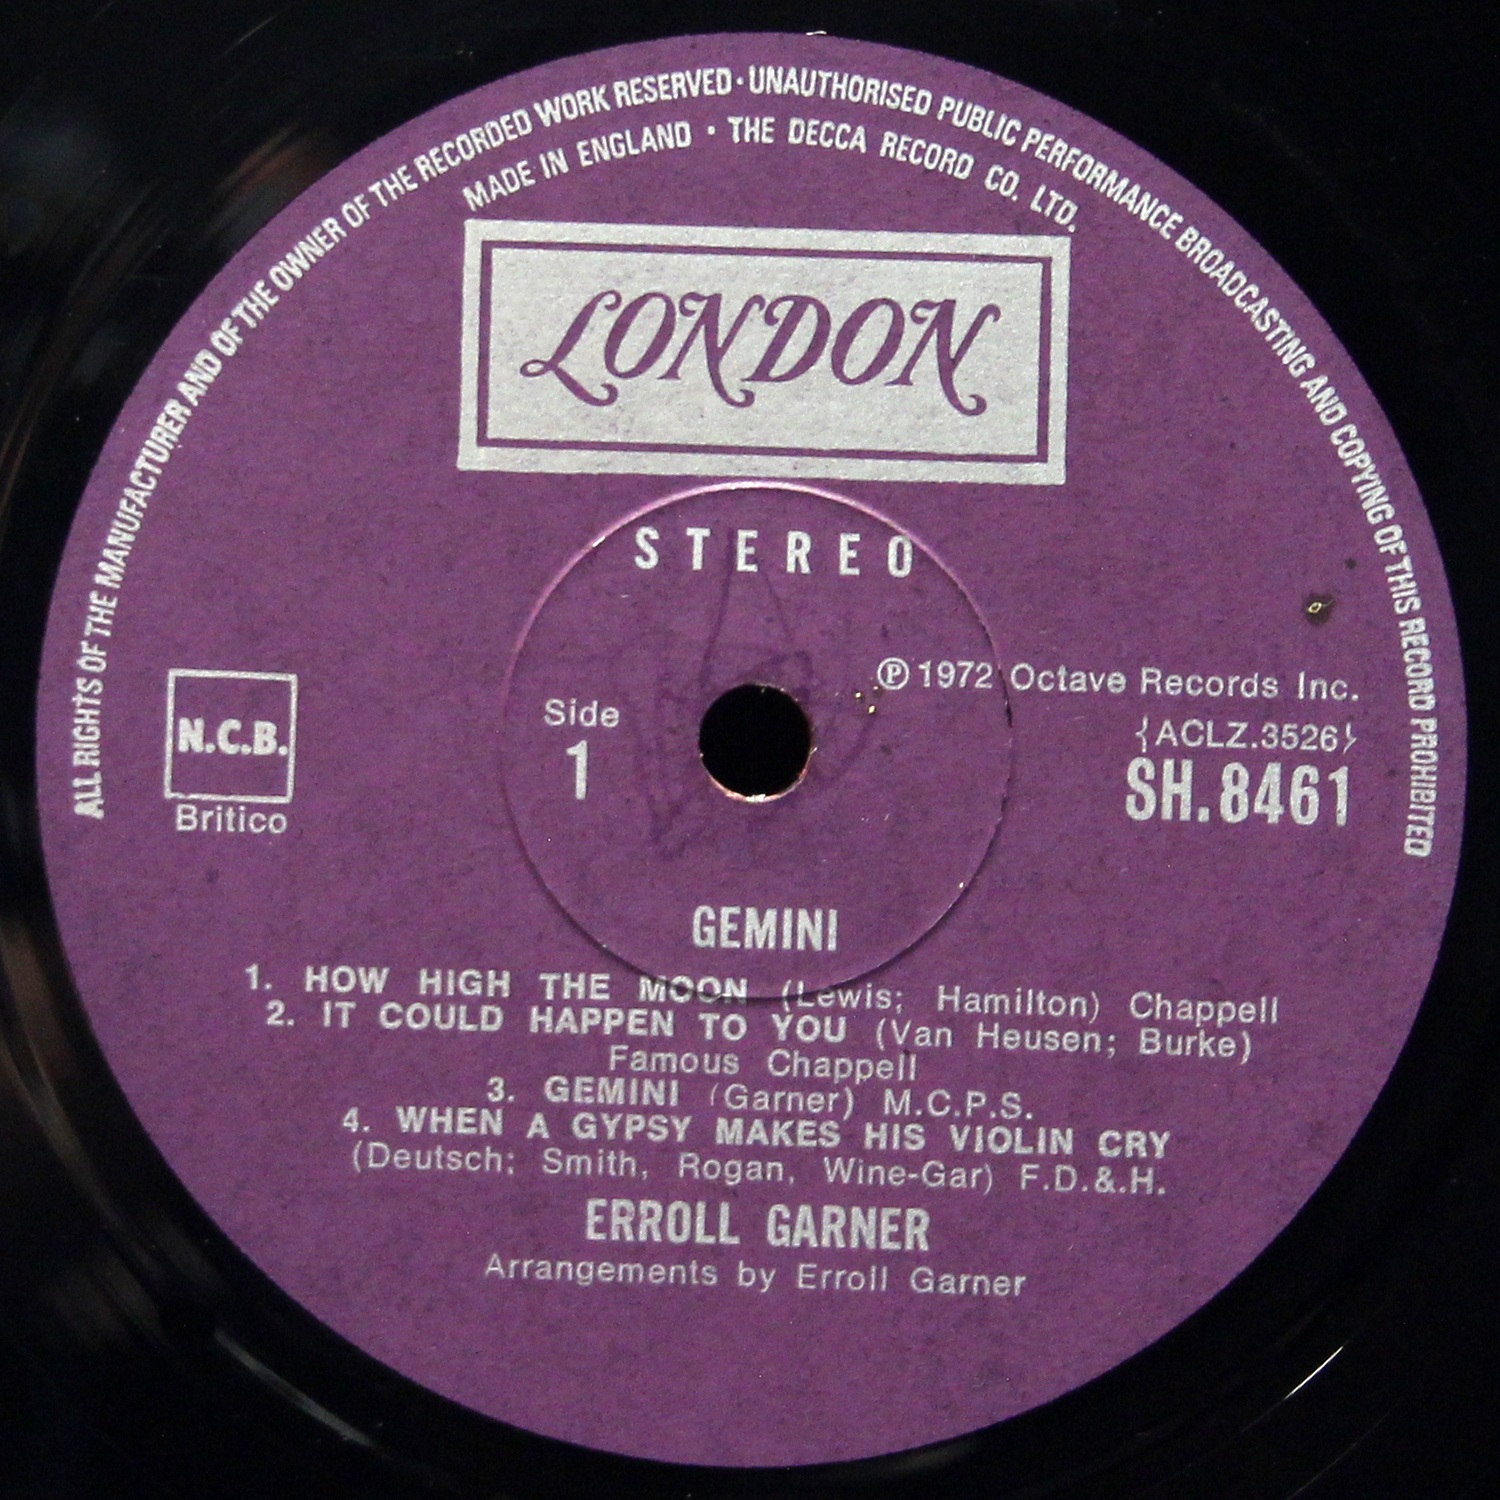 ALL RIGHTS OF THE MANUFACTURER AND OF THE OWNER OF THE RECORDED WORK RESERVED · UNAUTHORISED PUBLIC PERFORMANCE BROADCASTING AND COPYING OF THIS RECORD PROHIBITED
MADE IN ENGLAND · THE DECCA RECORD CO. LTD.
LONDON
STEREO
℗ 1972 Octave Records Inc.
Side
1
N.C.B.
Britico
{ACLZ.3526}
SH.8461
GEMINI
1. HOW HIGH THE MOON (Lewis; Hamilton) Chappell
2. IT COULD HAPPEN TO YOU (Van Heusen; Burke)
Famous Chappell
3. GEMINI (Garner) M.C.P.S.
4. WHEN A GYPSY MAKES HIS VIOLIN CRY
(Deutsch; Smith, Rogan, Wine-Gar) F.D.&.H.
ERROLL GARNER
Arrangements by Erroll Garner